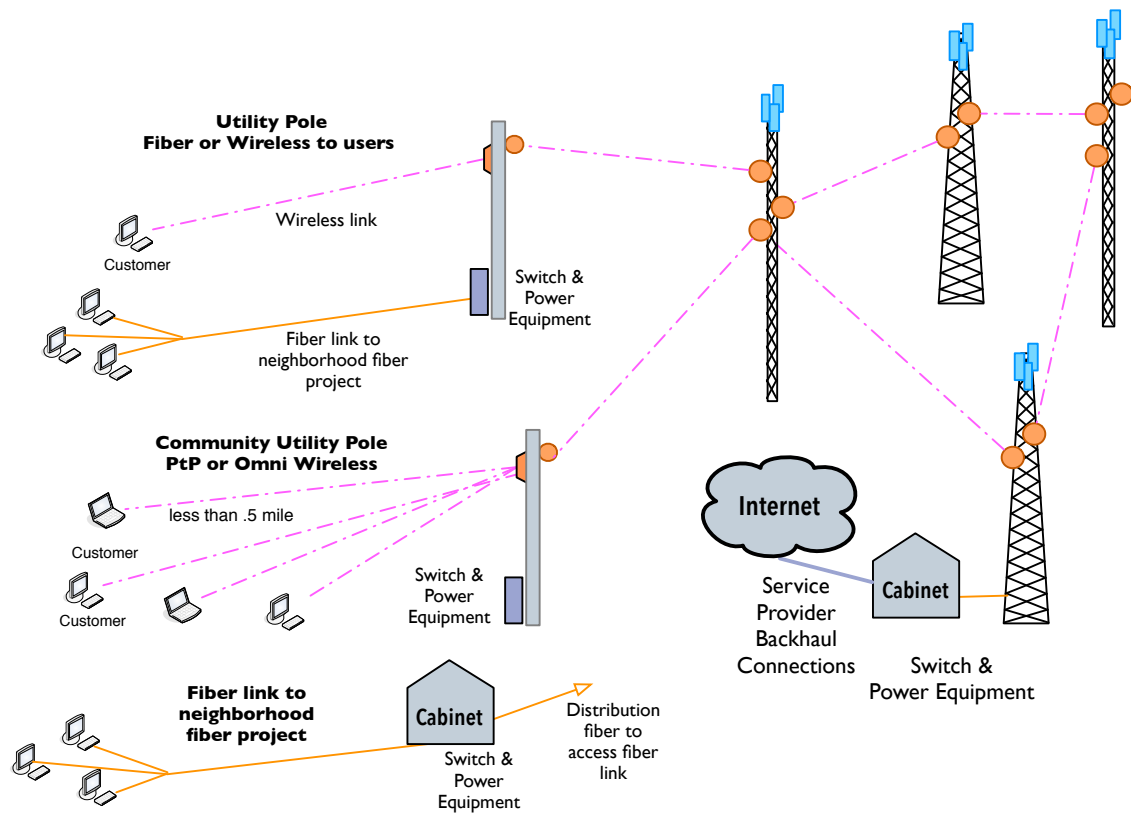 Utility Pole
Fiber or Wireless to users
Wireless link
Customer
Switch &
Power
Equipment
Fiber link to
neighborhood fiber
project
Community Utility Pole
PtP or Omni Wireless
less than .5 mile
Customer
Customer
Switch &
Power
Equipment
Internet
Cabinet
Service
Provider
Backhaul
Connections
Switch &
Power Equipment
Fiber link to
neighborhood
fiber project
Cabinet
Switch &
Power
Equipment
Distribution
fiber to
access fiber
link